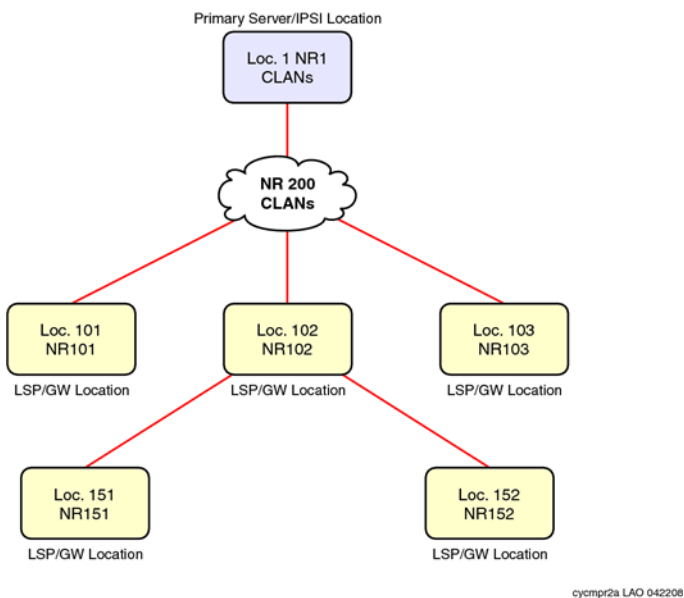 Primary Server/IPSI Location
Loc. 1 NR1
CLANs
NR 200
CLANs
Loc. 101
NR101
Loc. 102
NR102
Loc. 103
NR103
LSP/GW Location
LSP/GW Location
LSP/GW Location
Loc. 151
NR151
Loc. 152
NR152
LSP/GW Location
LSP/GW Location
cycmpr2a LAO 042208